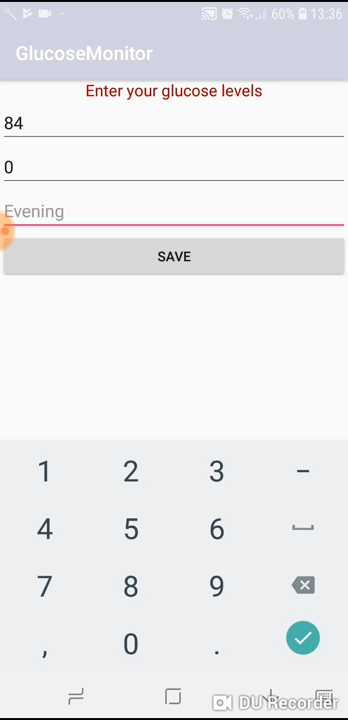 60% 13:36
GlucoseMonitor
Enter your glucose levels
84
0
Evening
SAVE
1 2 3 -
4 5 6
7 8 9
, 0 .
DU Recorder